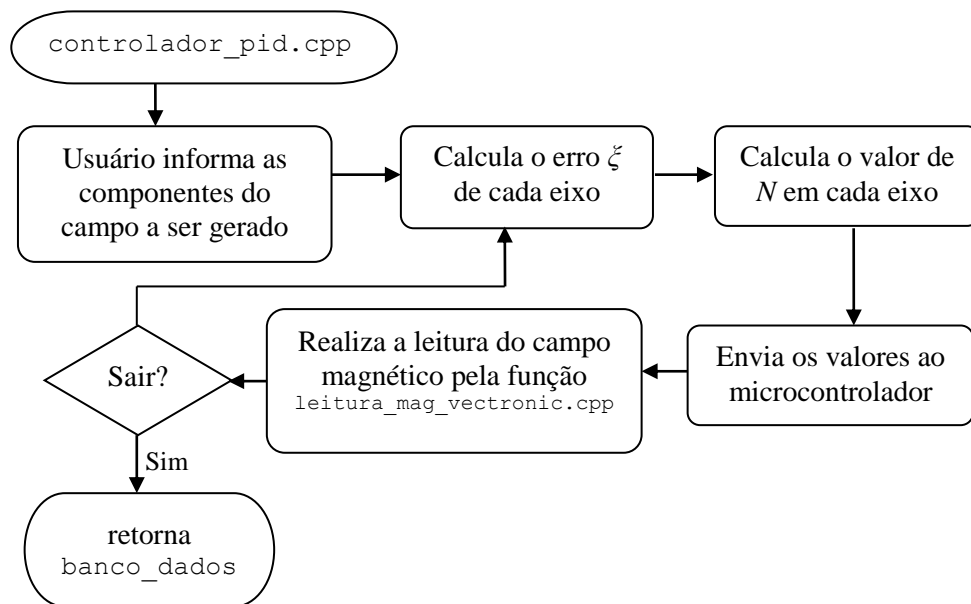 controlador_pid.cpp
Usuário informa as
componentes do
campo a ser gerado
Calcula o erro ξ
de cada eixo
Calcula o valor de
N em cada eixo
Envia os valores ao
microcontrolador
Realiza a leitura do campo
magnético pela função
leitura_mag_vectronic.cpp
Sair?
Sim
retorna
banco_dados